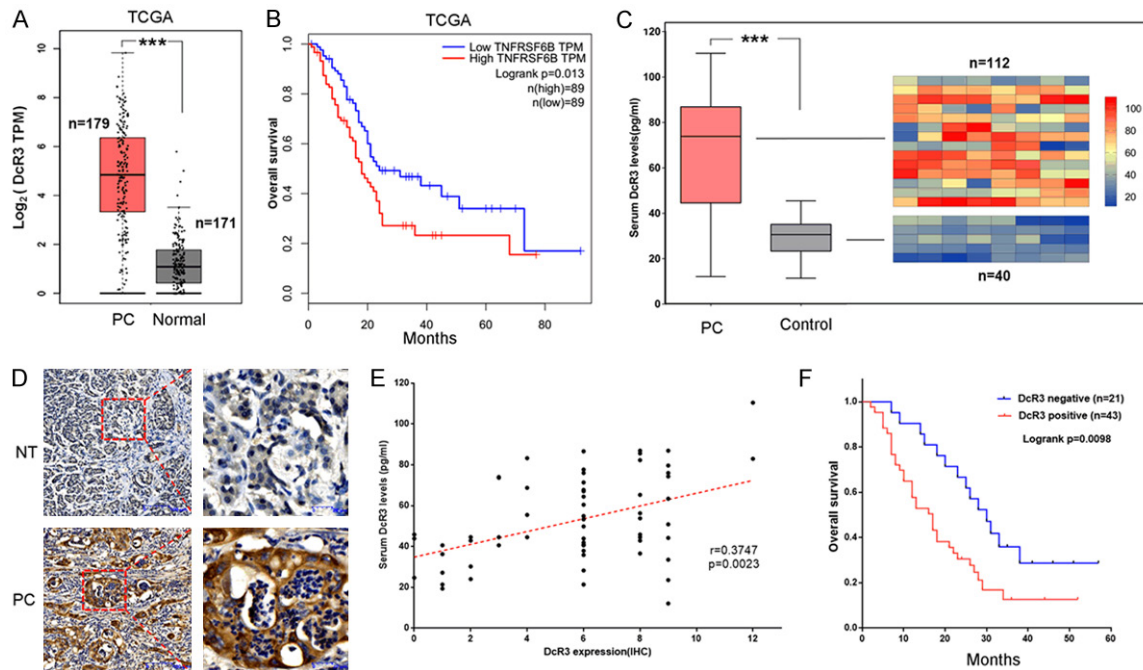 A
TCGA
***
n=179
n=171
Log2 ( DcR3 TPM)
10
8
6
4
2
0
PC Normal
B
TCGA
Low TNFRSF6B TPM
High TNFRSF6B TPM
Logrank p=0.013
n(high)=89
n(low)=89
Overall survival
1.0
0.8
0.6
0.4
0.2
0.0
0 20 40 60 80
Months
C
***
n=112
n=40
Serum DcR3 levels(pg/ml)
120
100
80
60
40
20
0
PC Control
100
80
60
40
20
D
NT
PC
E
Serum DcR3 levels (pg/ml)
120
100
80
60
40
20
0
r=0.3747
p=0.0023
0 2 4 6 8 10 12 14
DcR3 expression(IHC)
F
DcR3 negative (n=21)
DcR3 positive (n=43)
Logrank p=0.0098
Overall survival
1.0
0.8
0.6
0.4
0.2
0.0
0 10 20 30 40 50 60
Months